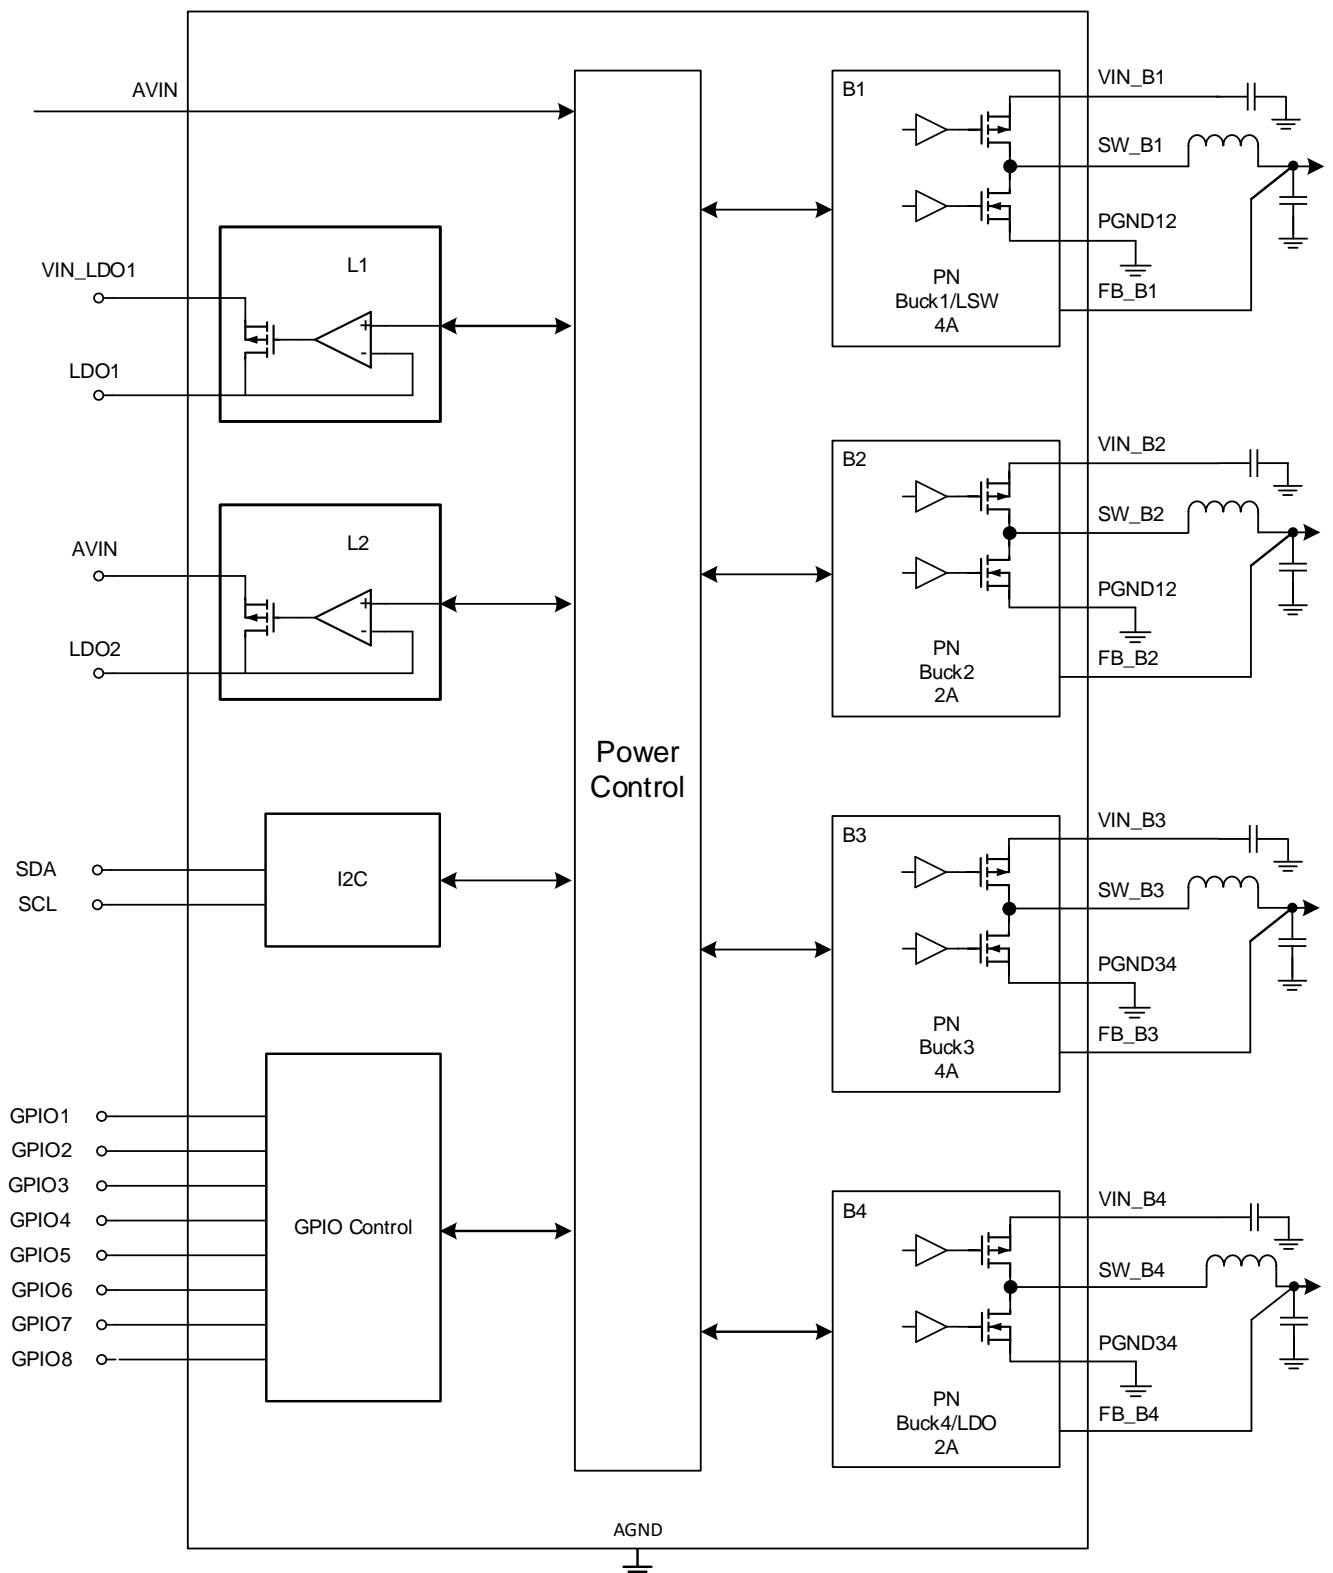 AVIN
VIN_LDO1
L1
+
-
LDO1
AVIN
L2
+
-
LDO2
SDA
SCL
I2C
GPIO1
GPIO2
GPIO3
GPIO4
GPIO5
GPIO6
GPIO7
GPIO8
GPIO Control
Power
Control
B1
VIN_B1
SW_B1
PGND12
FB_B1
PN
Buck1/LSW
4A
B2
VIN_B2
SW_B2
PGND12
FB_B2
PN
Buck2
2A
B3
VIN_B3
SW_B3
PGND34
FB_B3
PN
Buck3
4A
B4
VIN_B4
SW_B4
PGND34
FB_B4
PN
Buck4/LDO
2A
AGND